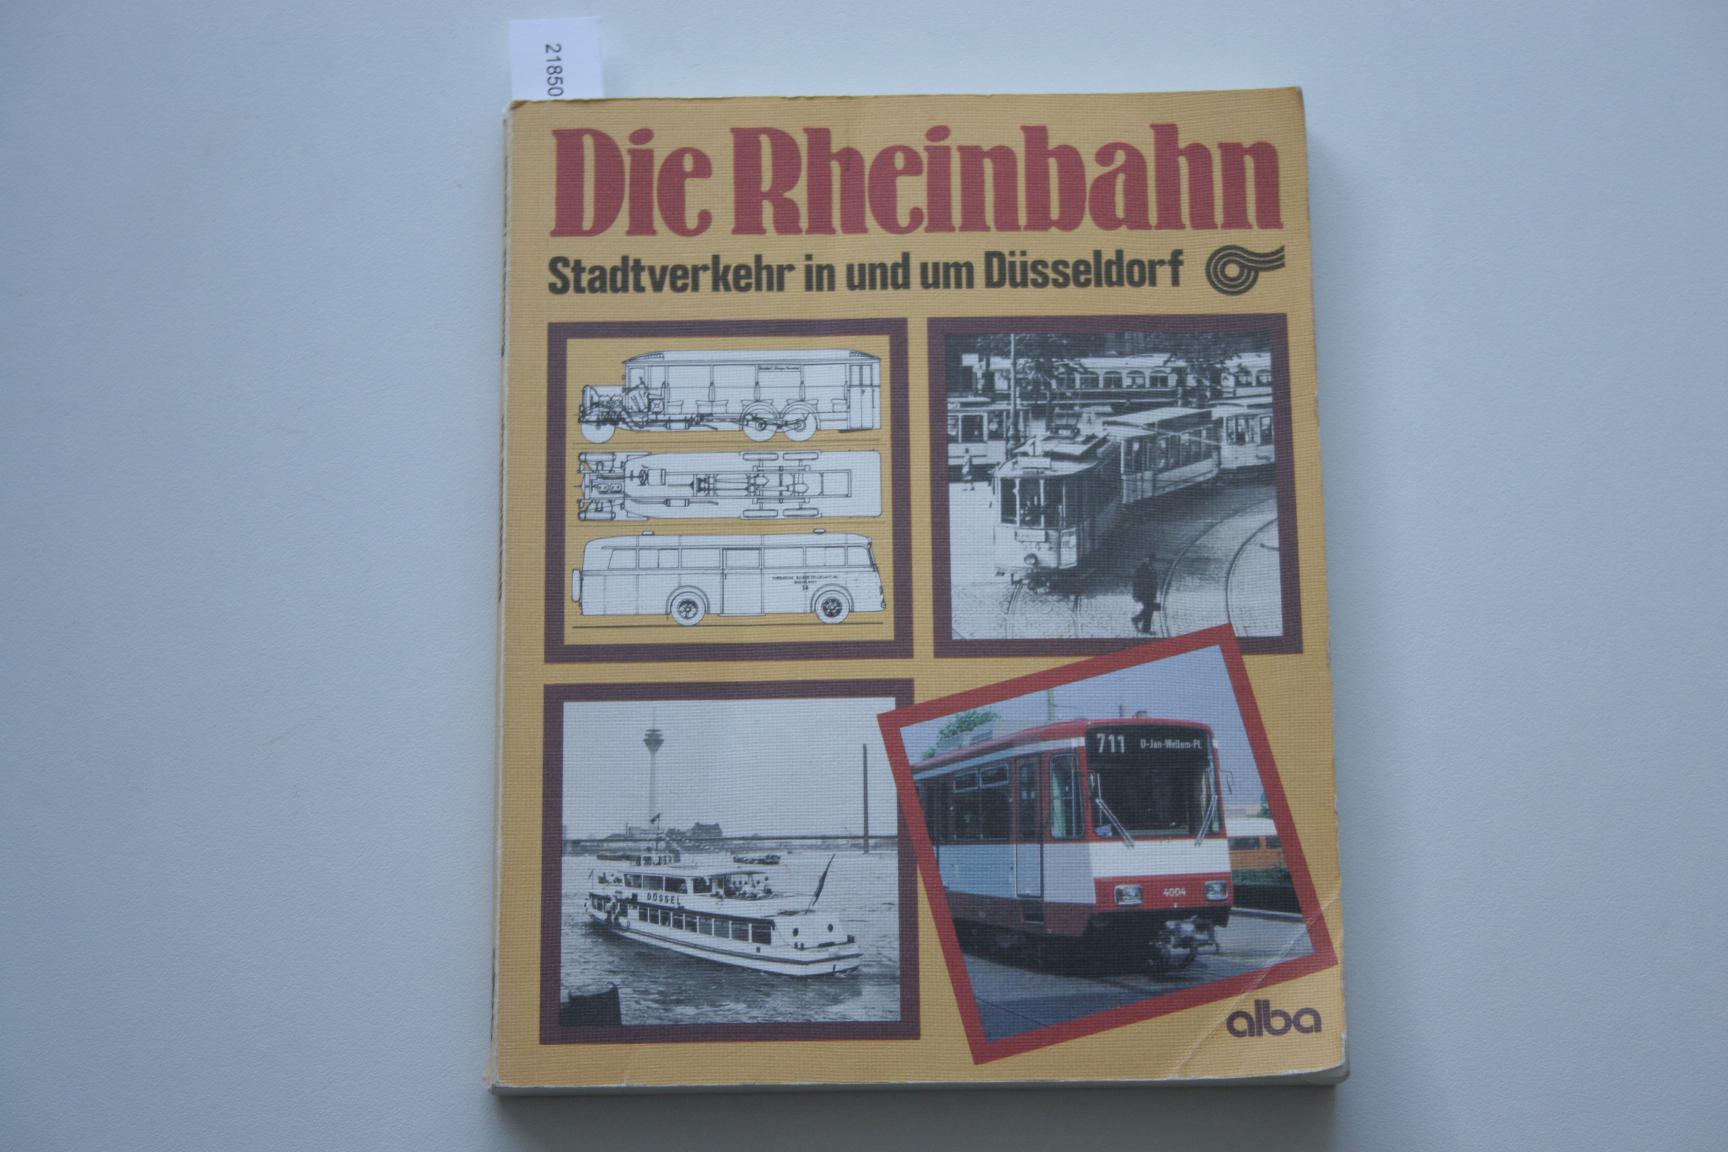 21850
Die Rheinbahn
Stadtverkehr in und um Düsseldorf
DÜSSEL
711 D-Jan-Wellem-Pl.
4004
alba